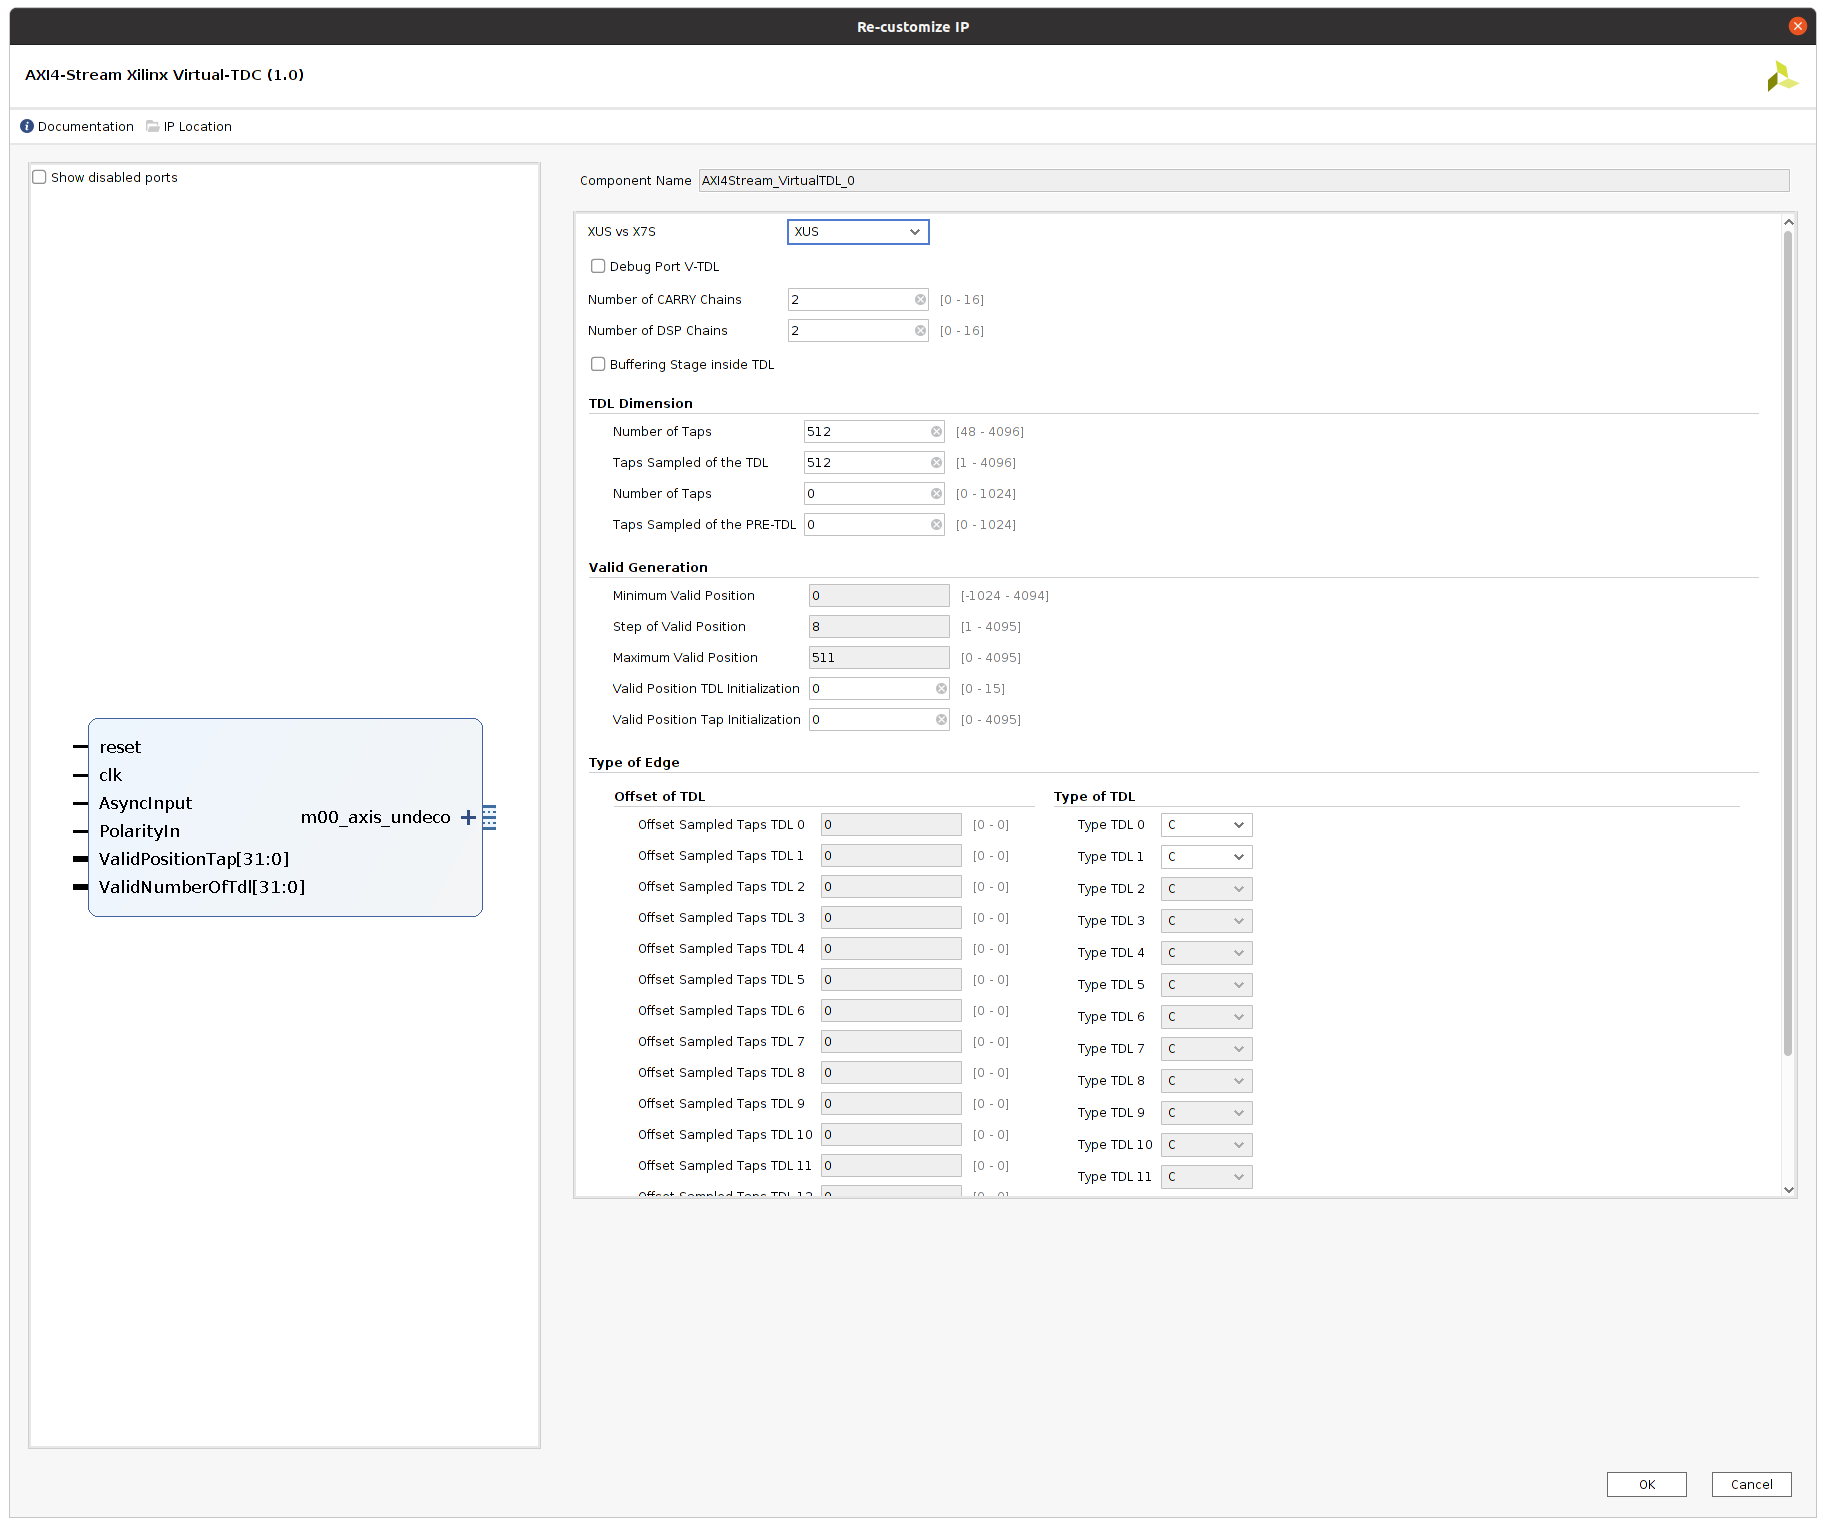 Re-customize IP
AXI4-Stream Xilinx Virtual-TDC (1.0)
Documentation IP Location
Show disabled ports
reset
clk
AsyncInput
PolarityIn
ValidPositionTap[31:0]
ValidNumberOfTdl[31:0]
m00_axis_undeco
Component Name AXI4Stream_VirtualTDL_0
XUS vs X7S XUS
Debug Port V-TDL
Number of CARRY Chains 2 [0 - 16]
Number of DSP Chains 2 [0 - 16]
Buffering Stage inside TDL
TDL Dimension
Number of Taps 512 [48 - 4096]
Taps Sampled of the TDL 512 [1 - 4096]
Number of Taps 0 [0 - 1024]
Taps Sampled of the PRE-TDL 0 [0 - 1024]
Valid Generation
Minimum Valid Position 0 [-1024 - 4094]
Step of Valid Position 8 [1 - 4095]
Maximum Valid Position 511 [0 - 4095]
Valid Position TDL Initialization 0 [0 - 15]
Valid Position Tap Initialization 0 [0 - 4095]
Type of Edge
Offset of TDL
Offset Sampled Taps TDL 0 0 [0 - 0]
Offset Sampled Taps TDL 1 0 [0 - 0]
Offset Sampled Taps TDL 2 0 [0 - 0]
Offset Sampled Taps TDL 3 0 [0 - 0]
Offset Sampled Taps TDL 4 0 [0 - 0]
Offset Sampled Taps TDL 5 0 [0 - 0]
Offset Sampled Taps TDL 6 0 [0 - 0]
Offset Sampled Taps TDL 7 0 [0 - 0]
Offset Sampled Taps TDL 8 0 [0 - 0]
Offset Sampled Taps TDL 9 0 [0 - 0]
Offset Sampled Taps TDL 10 0 [0 - 0]
Offset Sampled Taps TDL 11 0 [0 - 0]
Offset Sampled Taps TDL 12 0 [0 - 0]
Type of TDL
Type TDL 0 C
Type TDL 1 C
Type TDL 2 C
Type TDL 3 C
Type TDL 4 C
Type TDL 5 C
Type TDL 6 C
Type TDL 7 C
Type TDL 8 C
Type TDL 9 C
Type TDL 10 C
Type TDL 11 C
OK Cancel